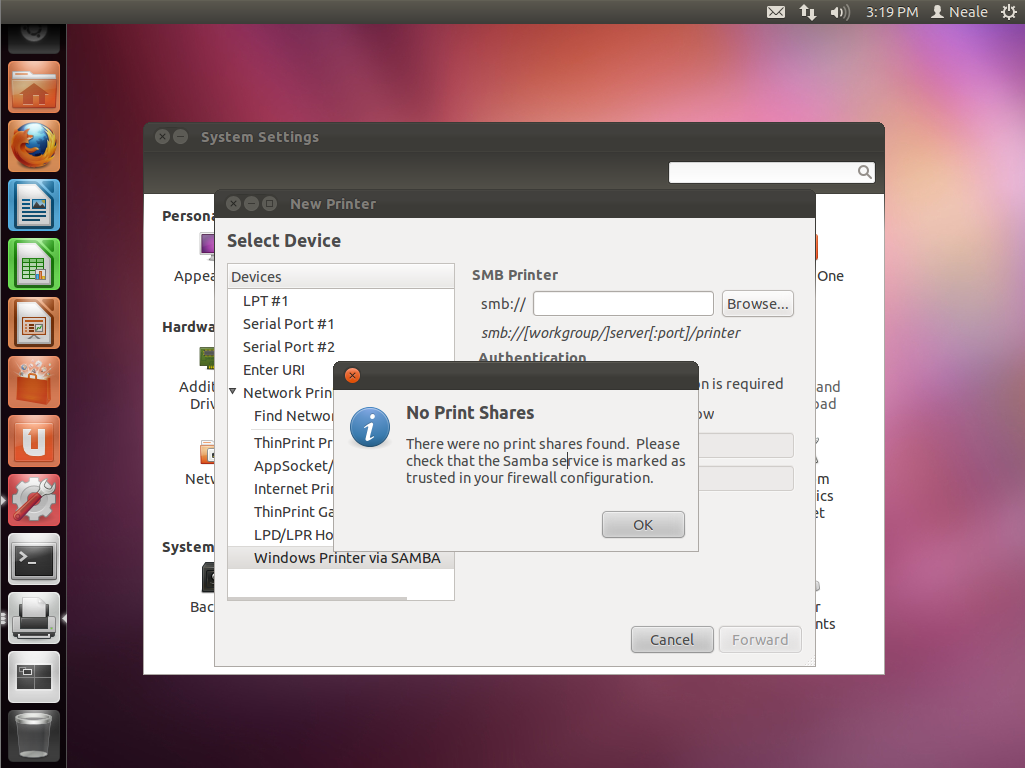 3:19 PM Neale
System Settings
New Printer
Persona
Select Device
Appea
One
Devices
SMB Printer
LPT #1
smb://
Browse...
Serial Port #1
Hardwa
smb://[workgroup/]server[:port]/printer
Serial Port #2
Authentication
Enter URI
n is required
Additi
Driv
and
oad
Network Prin
Find Networ
No Print Shares
ow
ThinPrint Pr
There were no print shares found. Please
check that the Samba service is marked as
trusted in your firewall configuration.
AppSocket/
Netw
m
Internet Prin
ics
ThinPrint Ga
et
OK
LPD/LPR Ho
System
Windows Printer via SAMBA
Bac
r
nts
Cancel
Forward